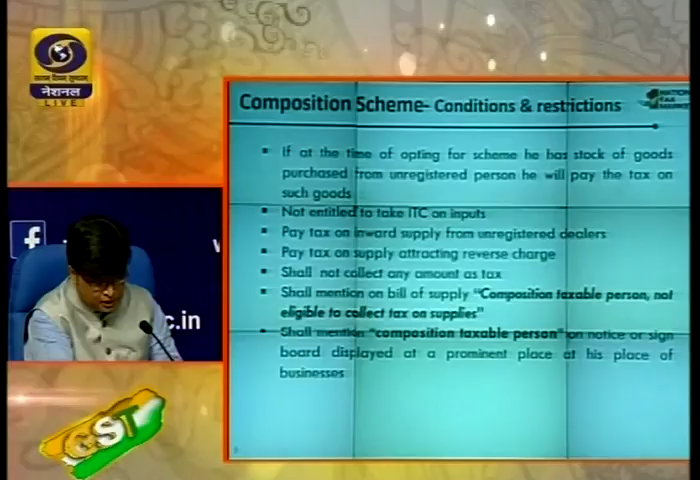 नेशनल
LIVE
Composition Scheme- Conditions & restrictions
If at the time of opting for scheme he has stock of goods
purchased from unregistered person he will pay the tax on
such goods
Not entitled to take ITC on inputs
Pay tax on inward supply from unregistered dealers
Pay tax on supply attracting reverse charge
Shall not collect any amount as tax
Shall mention on bill of supply "Composition taxable person, not
eligible to collect tax on supplies"
Shall mention "composition taxable person" on notice or sign
board displayed at a prominent place at his place of
businesses
NATION
TAX
MARKET
f
c.in
GST